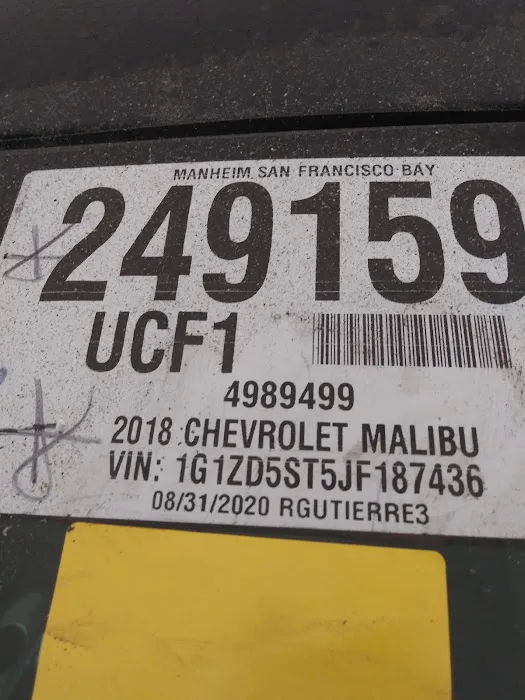 MANHEIM SAN FRANCISCO BAY
249159
UCF1
4989499
2018 CHEVROLET MALIBU
VIN: 1G1ZD5ST5JF187436
08/31/2020 RGUTIERRE3